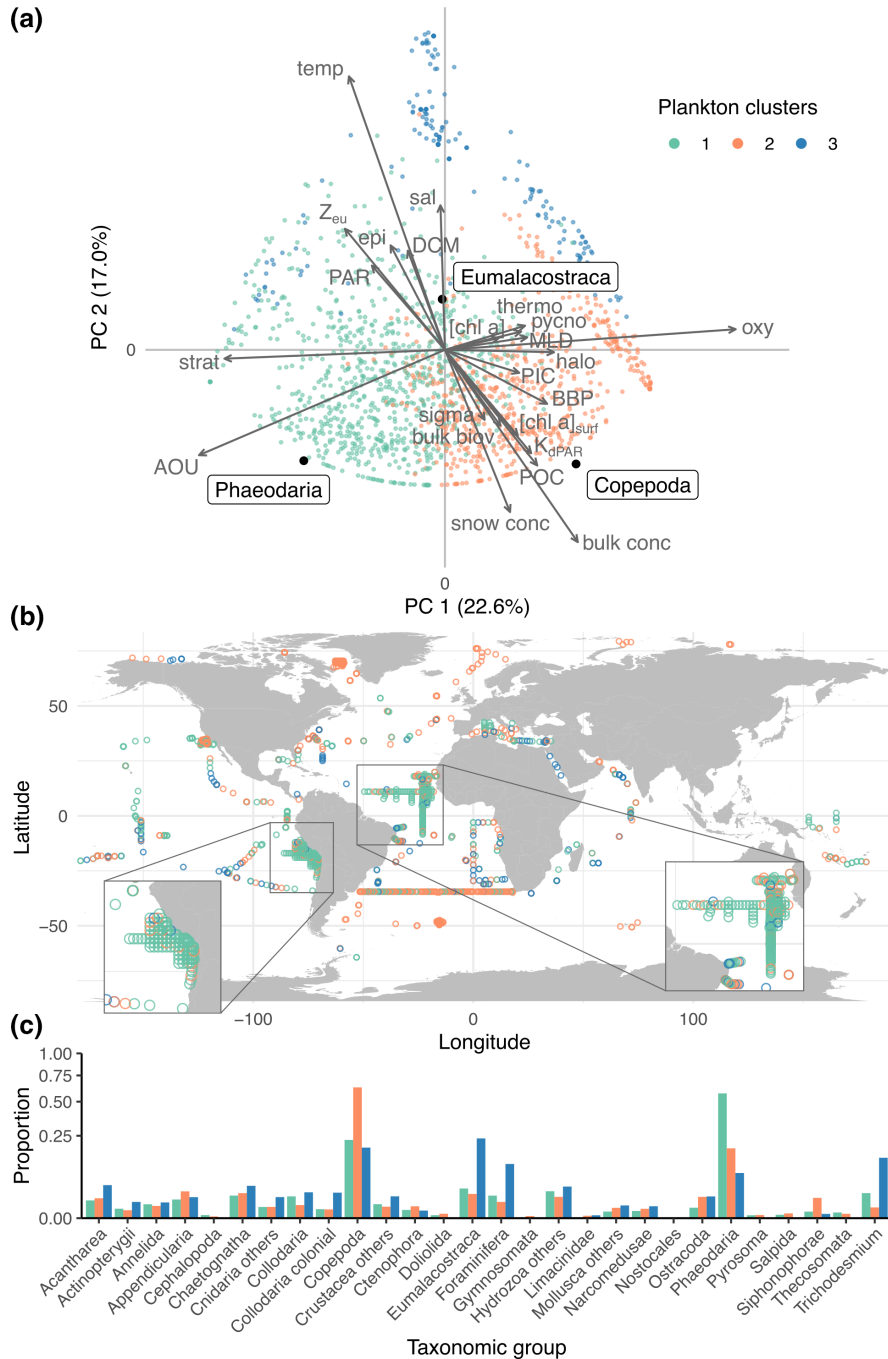 (a)
temp
Plankton clusters
1 2 3
sal
Zeu
epi
DCM
PAR
Eumalacostraca
PC 2 (17.0%)
thermo
[chl a]
pycno
oxy
MLD
0
strat
halo
PIC
BBP
sigma
[chl a]surf
bulk biov
KdPAR
AOU
POC
Phaeodaria
Copepoda
snow conc
bulk conc
0
PC 1 (22.6%)
(b)
50
0
−50
Latitude
−100 0 100
Longitude
(c)
1.00
0.75
0.50
0.25
0.00
Proportion
Acantharea
Actinopterygii
Annelida
Appenticularia
Cephalopoda
Chaetognatha
Cnidaria others
Collodaria
Collodaria colonial
Copepoda
Crustacea others
Ctenophora
Doliolida
Eumalacostraca
Foraminifera
Gymnosomata
Hydrozoa others
Limacinidae
Mollusca others
Narcomedusae
Nostocales
Ostracoda
Phaeodaria
Pyrosoma
Salpida
Siphonophorae
Thecosomata
Trichodesmium
Taxonomic group